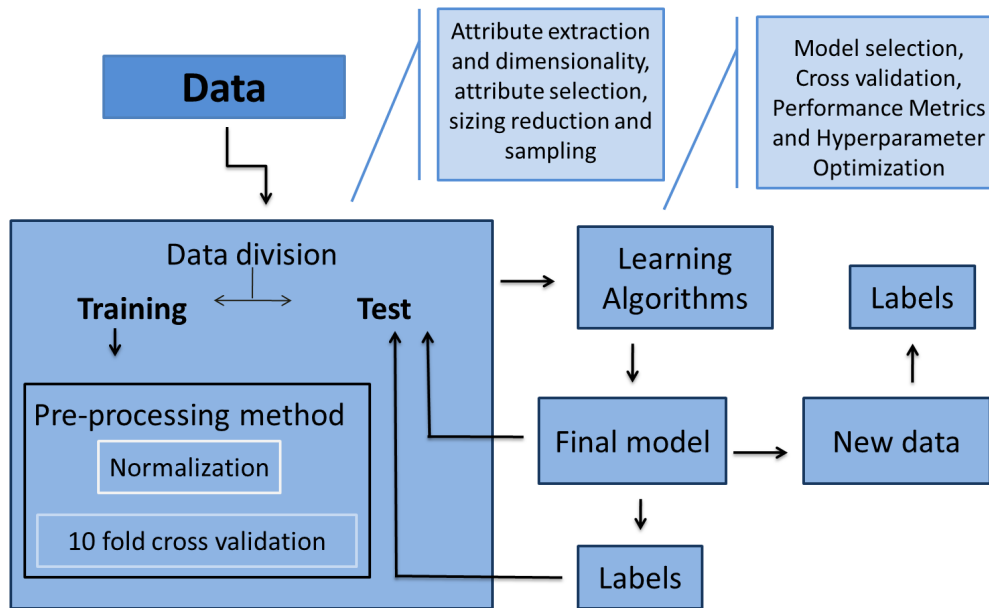 Data
Attribute extraction
and dimensionality,
attribute selection,
sizing reduction and
sampling
Model selection,
Cross validation,
Performance Metrics
and Hyperparameter
Optimization
Data division
Training
Test
Pre-processing method
Normalization
10 fold cross validation
Learning
Algorithms
Final model
Labels
New data
Labels